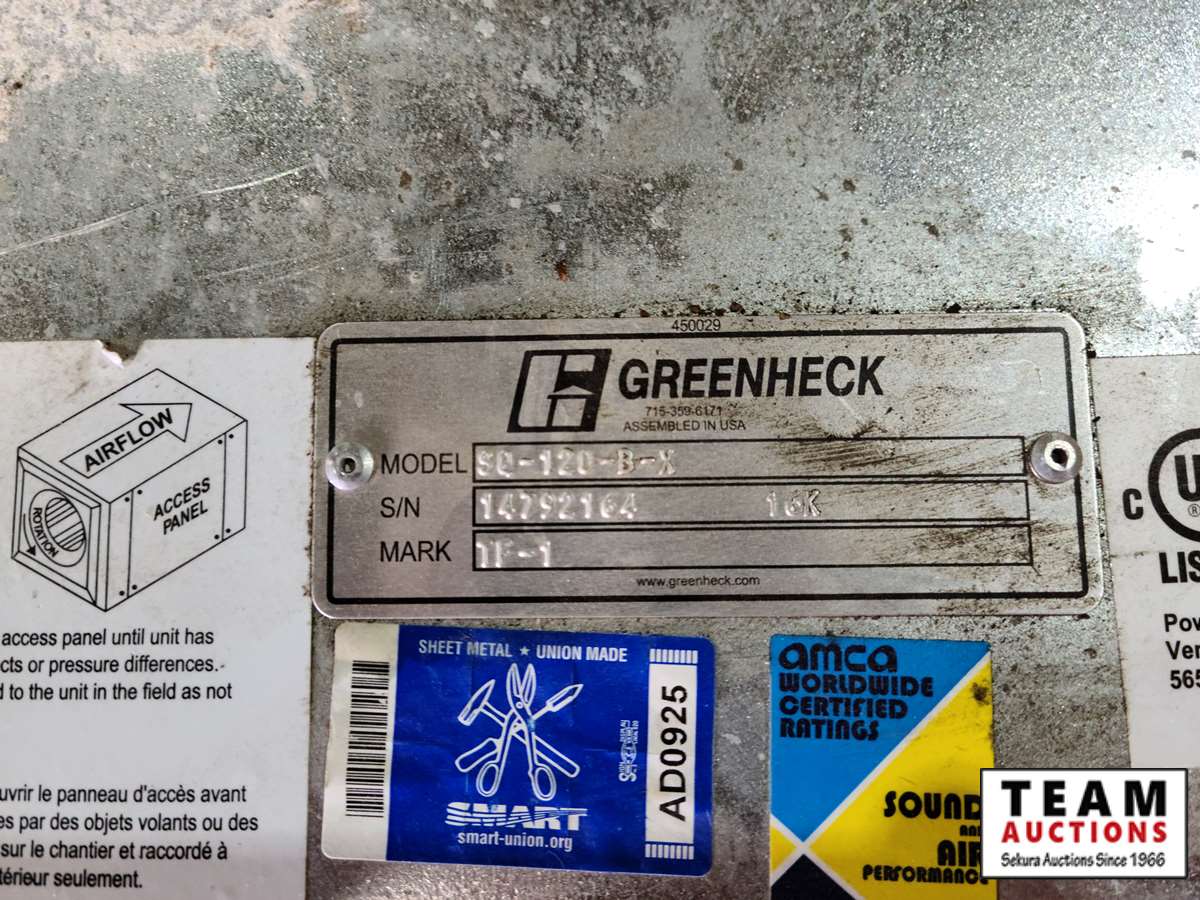 450029
GREENHECK
715-359-6171
ASSEMBLED IN USA
MODEL SQ-120-B-X
S/N 14792164 16K
MARK TF-1
www.greenheck.com
AIRFLOW
ACCESS
PANEL
ROTATION
access panel until unit has
cts or pressure differences.
d to the unit in the field as not
uvrir le panneau d'accès avant
es par des objets volants ou des
sur le chantier et raccordé à
térieur seulement.
SHEET METAL ★ UNION MADE
SMART
smart-union.org
AD0925
amca
WORLDWIDE
CERTIFIED
RATINGS
SOUND
AND
AIR
PERFORMANCE
C U
®
LIS
Pow
Ven
565
TEAM
AUCTIONS
Sekura Auctions Since 1966